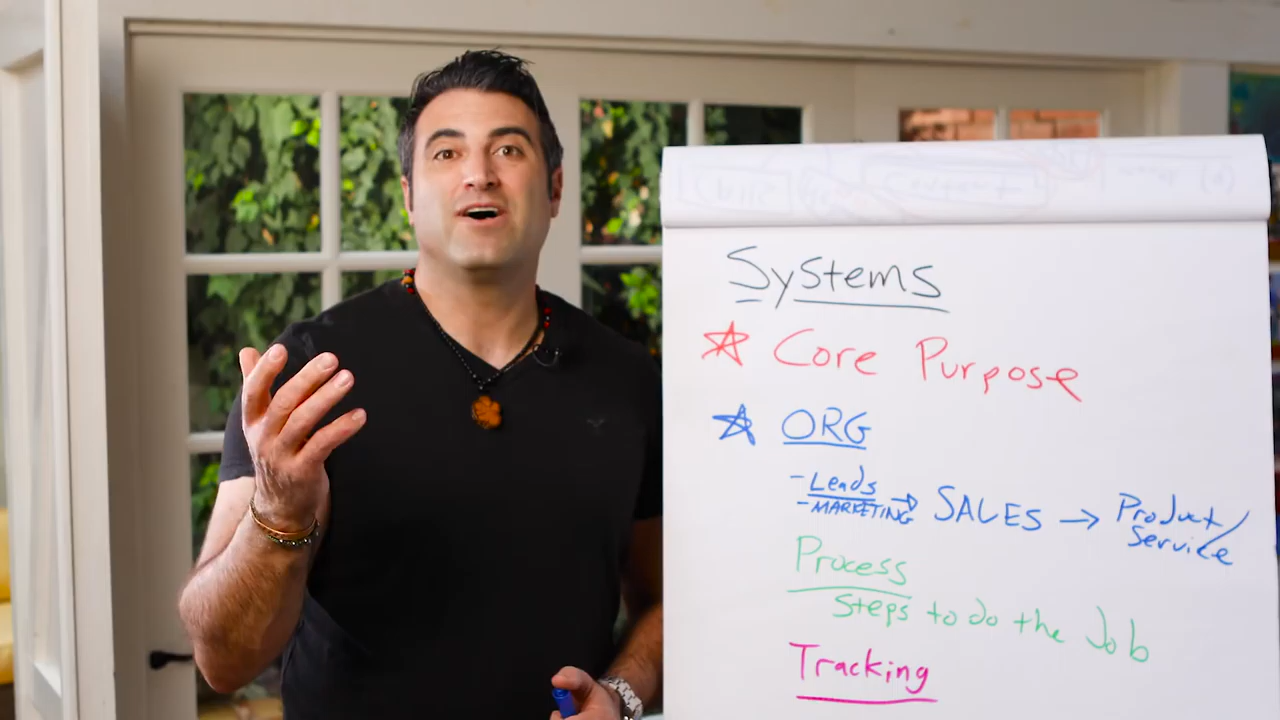 Systems
Core Purpose
ORG
- Leads
- MARKETING → SALES → Product/
Service
Process
Steps to do the Job
Tracking